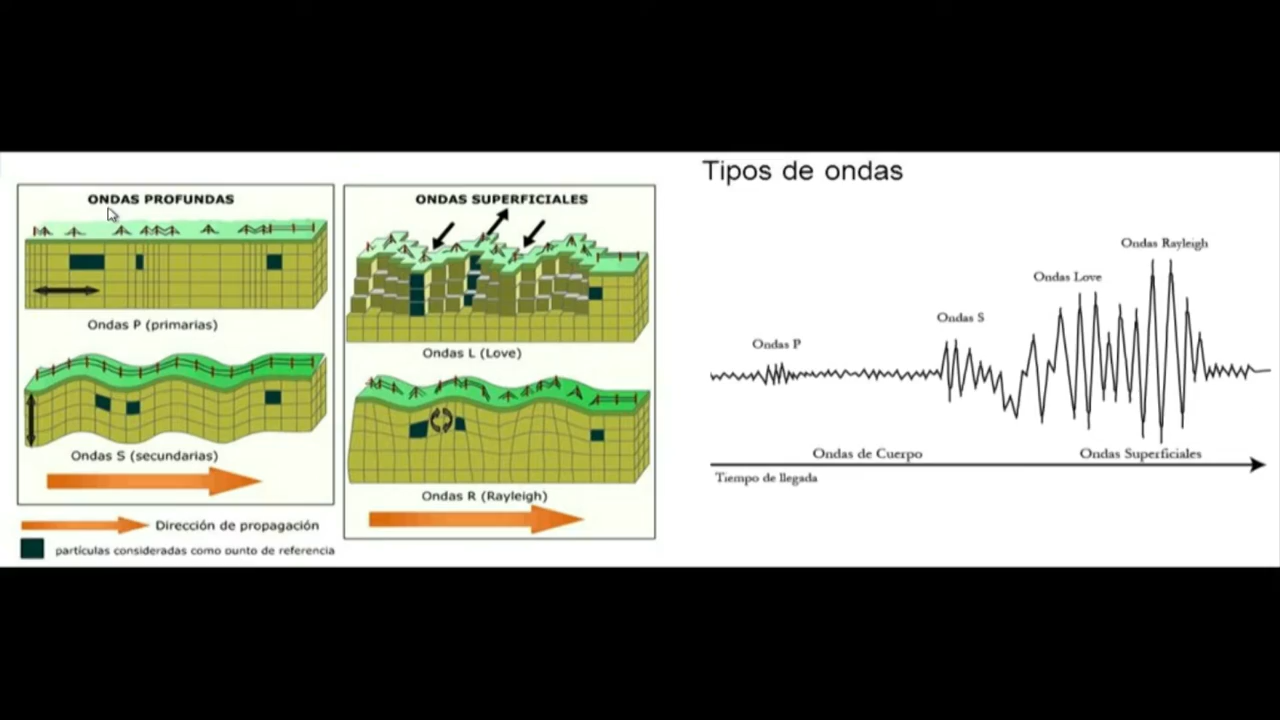 ONDAS PROFUNDAS
Ondas P (primarias)
Ondas S (secundarias)
Dirección de propagación
partículas consideradas como punto de referencia
ONDAS SUPERFICIALES
Ondas L (Love)
Ondas R (Rayleigh)
Tipos de ondas
Ondas Rayleigh
Ondas Love
Ondas S
Ondas P
Ondas de Cuerpo
Ondas Superficiales
Tiempo de llegada